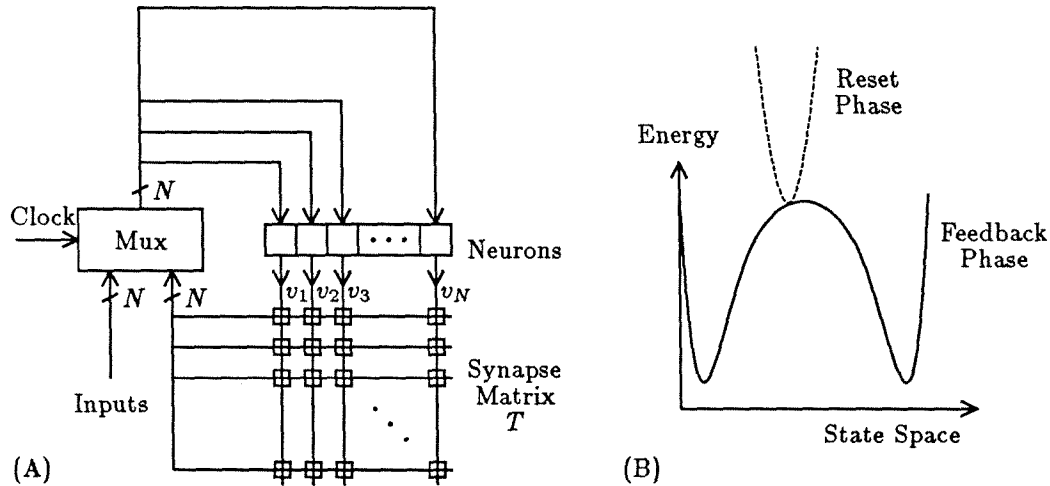 N
Clock
Mux
Neurons
N
N
v1 v2 v3 vN
Inputs
Synapse
Matrix
T
(A)
Reset
Phase
Energy
Feedback
Phase
State Space
(B)